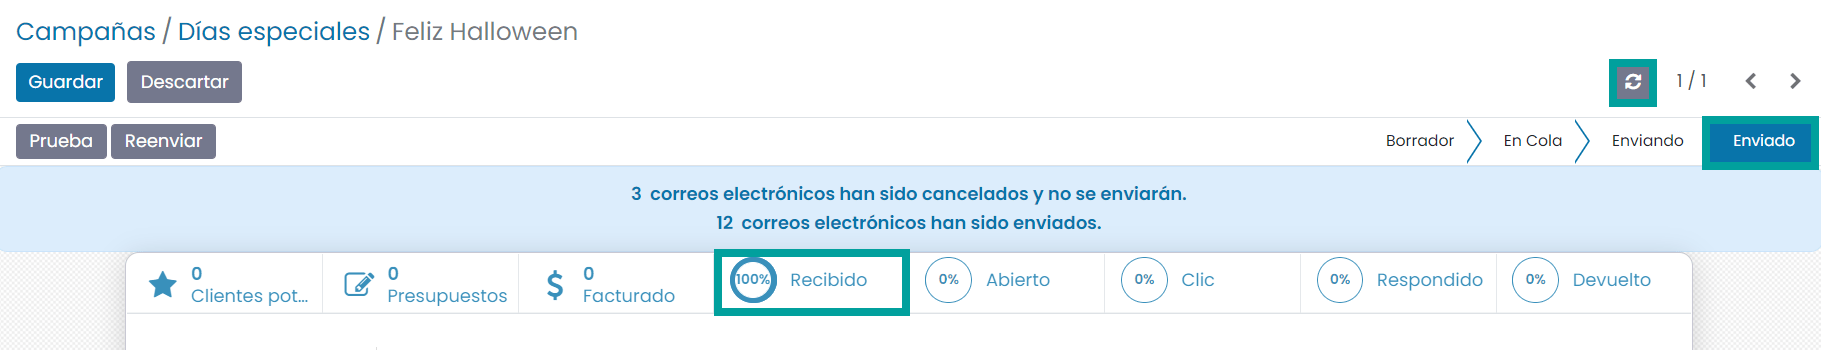 Campañas / Días especiales / Feliz Halloween
Guardar Descartar 1 / 1
Prueba Reenviar Borrador En Cola Enviando Enviado
3 correos electrónicos han sido cancelados y no se enviarán.
12 correos electrónicos han sido enviados.
0 Clientes pot...
0 Presupuestos
$ 0 Facturado
100% Recibido
0% Abierto
0% Clic
0% Respondido
0% Devuelto